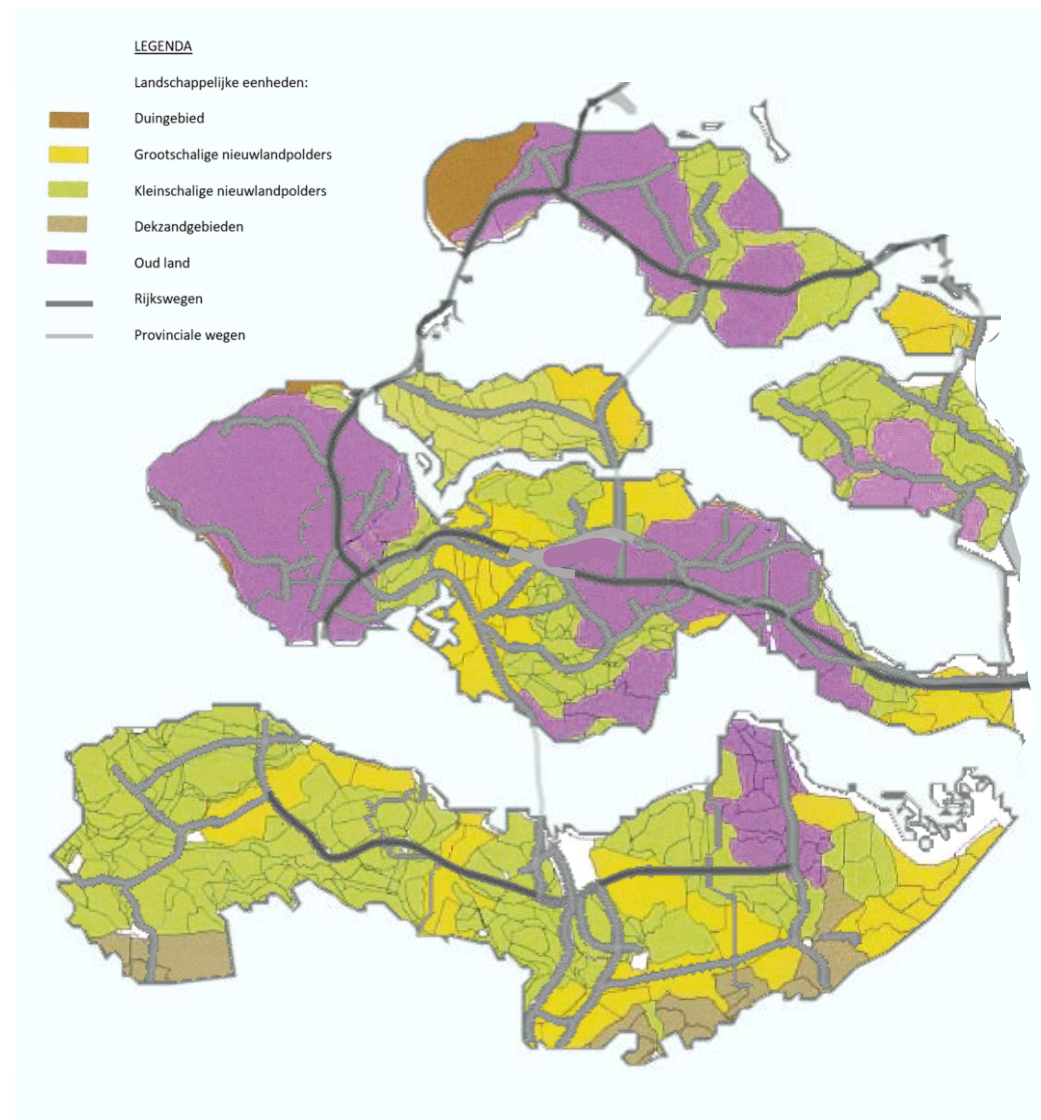 LEGENDA
Landschappelijke eenheden:
Duingebied
Grootschalige nieuwlandpolders
Kleinschalige nieuwlandpolders
Dekzandgebieden
Oud land
Rijkswegen
Provinciale wegen